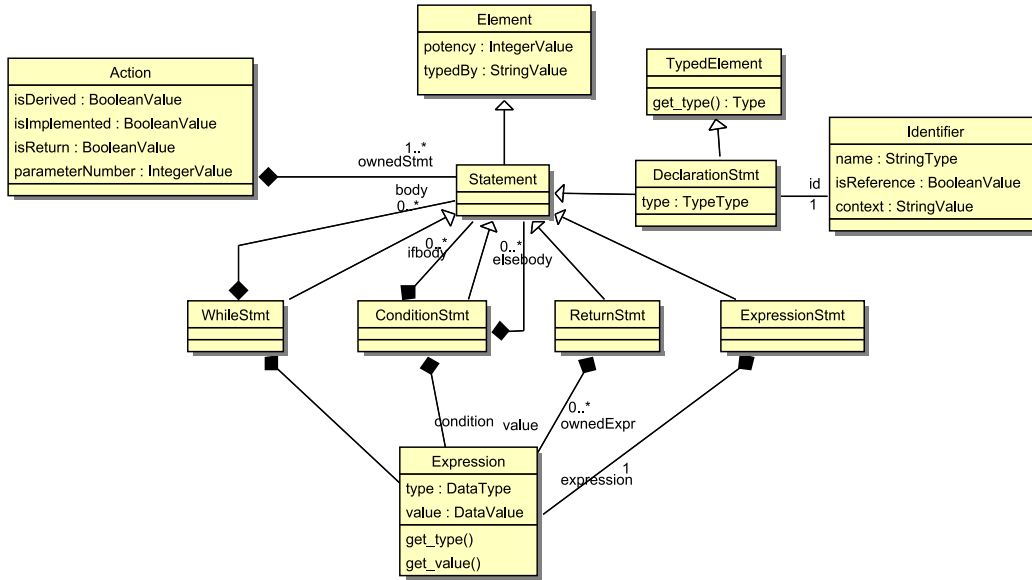 Element
potency : IntegerValue
typedBy : StringValue
TypedElement
get_type() : Type
Action
isDerived : BooleanValue
isImplemented : BooleanValue
isReturn : BooleanValue
parameterNumber : IntegerValue
Identifier
name : StringType
isReference : BooleanValue
context : StringValue
1..*
ownedStmt
Statement
DeclarationStmt
type : TypeType
id
1
body
0..*
0..*
ifbody
0..*
elsebody
WhileStmt
ConditionStmt
ReturnStmt
ExpressionStmt
condition
value
0..*
ownedExpr
1
expression
Expression
type : DataType
value : DataValue
get_type()
get_value()